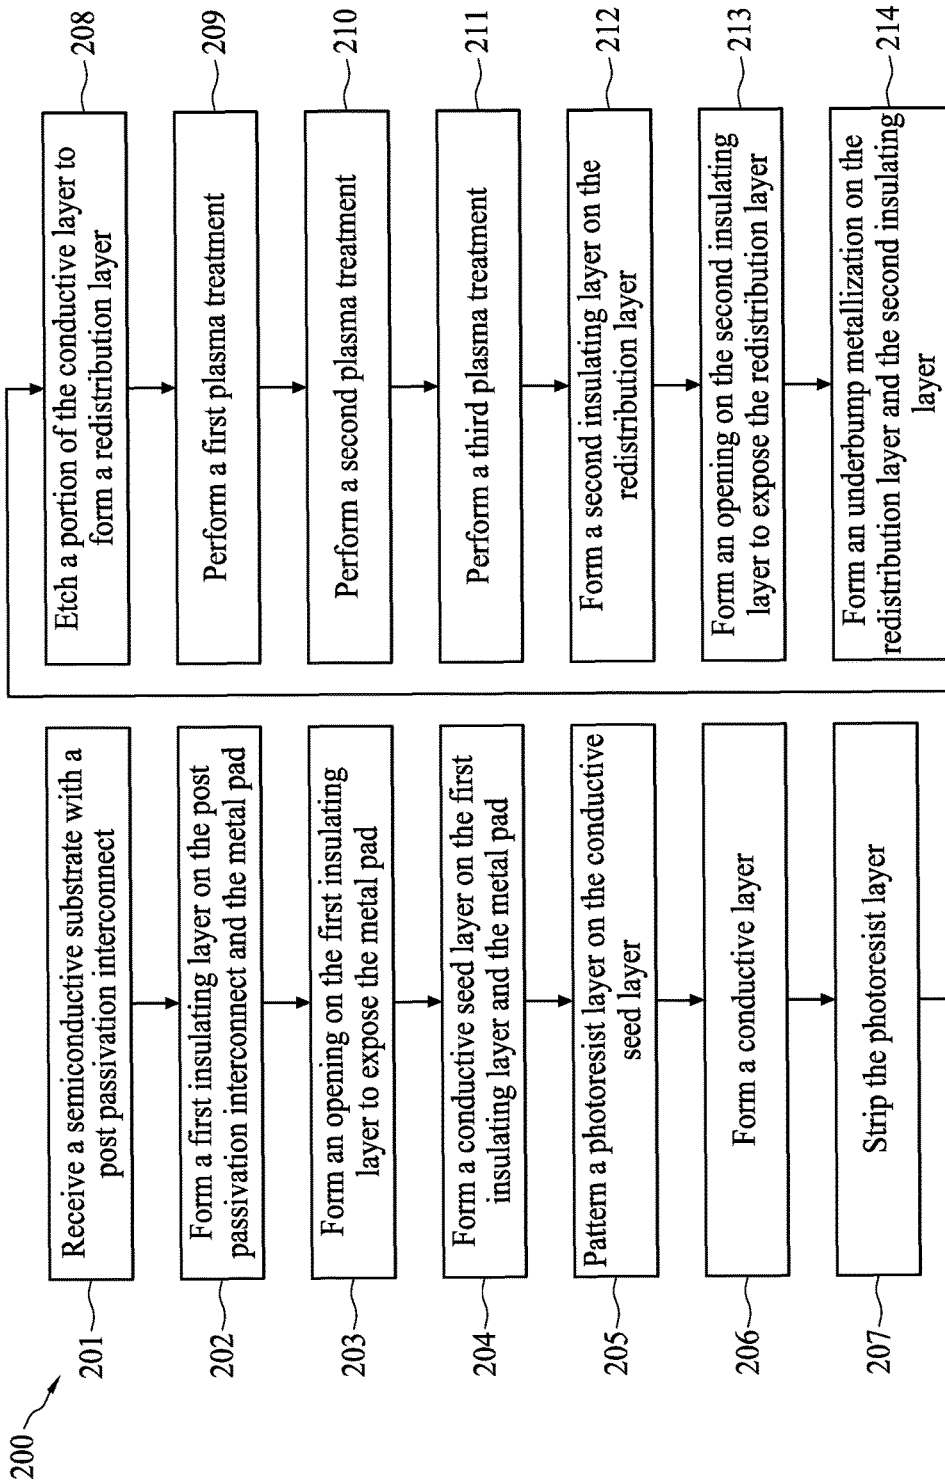 200
201
Receive a semiconductive substrate with a
post passivation interconnect
202
Form a first insulating layer on the post
passivation interconnect and the metal pad
203
Form an opening on the first insulating
layer to expose the metal pad
204
Form a conductive seed layer on the first
insulating layer and the metal pad
205
Pattern a photoresist layer on the conductive
seed layer
206
Form a conductive layer
207
Strip the photoresist layer
208
Etch a portion of the conductive layer to
form a redistribution layer
209
Perform a first plasma treatment
210
Perform a second plasma treatment
211
Perform a third plasma treatment
212
Form a second insulating layer on the
redistribution layer
213
Form an opening on the second insulating
layer to expose the redistribution layer
214
Form an underbump metallization on the
redistribution layer and the second insulating
layer